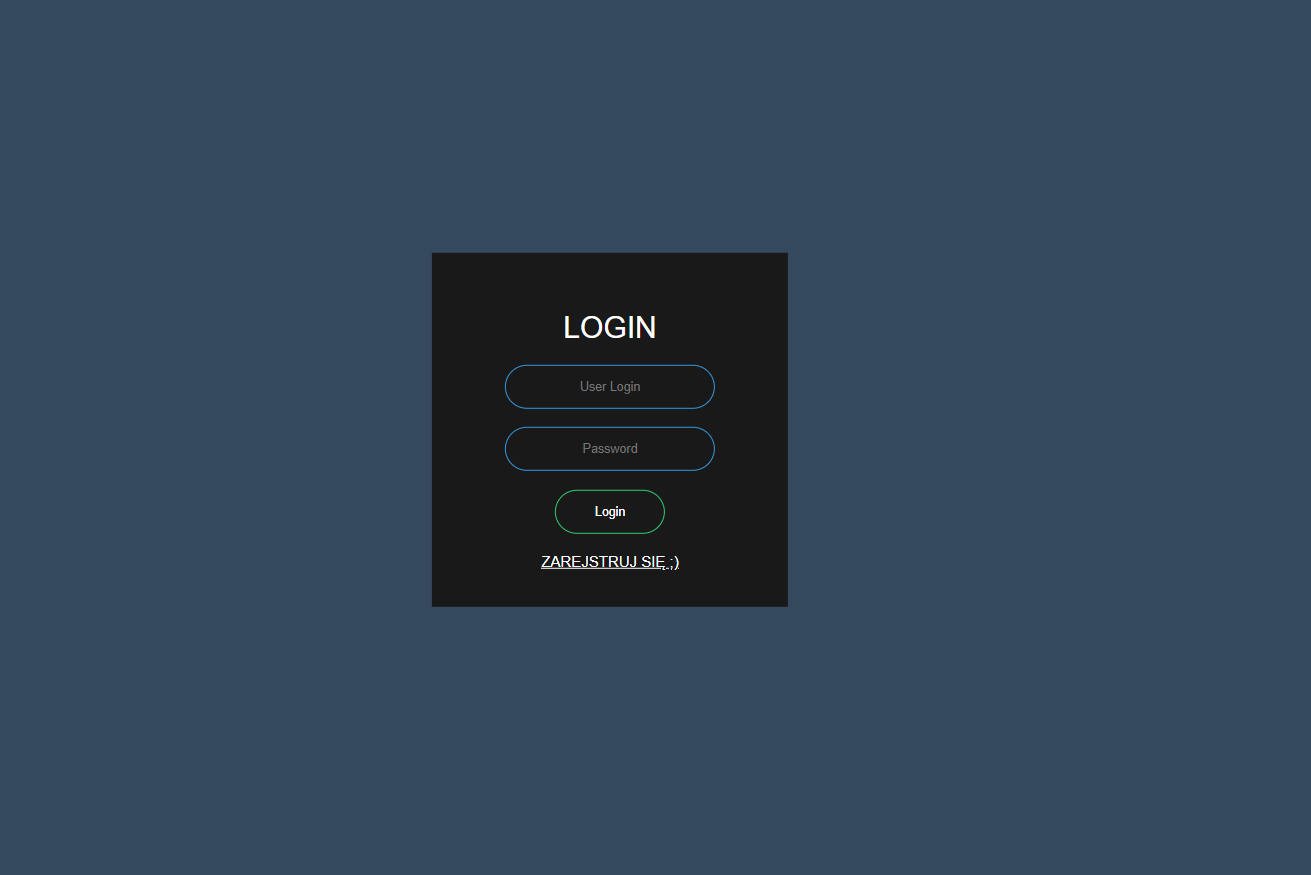 LOGIN
User Login
Password
Login
ZAREJSTRUJ SIĘ ;)